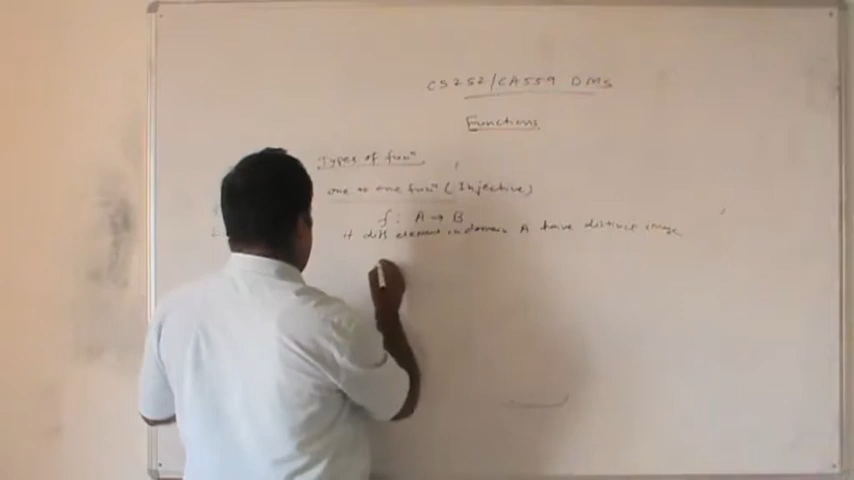 CS252/CA559 DMS
Functions
Types of funⁿ
one to one funⁿ (Injective)
f: A → B
if diff element in domain A have distinct image